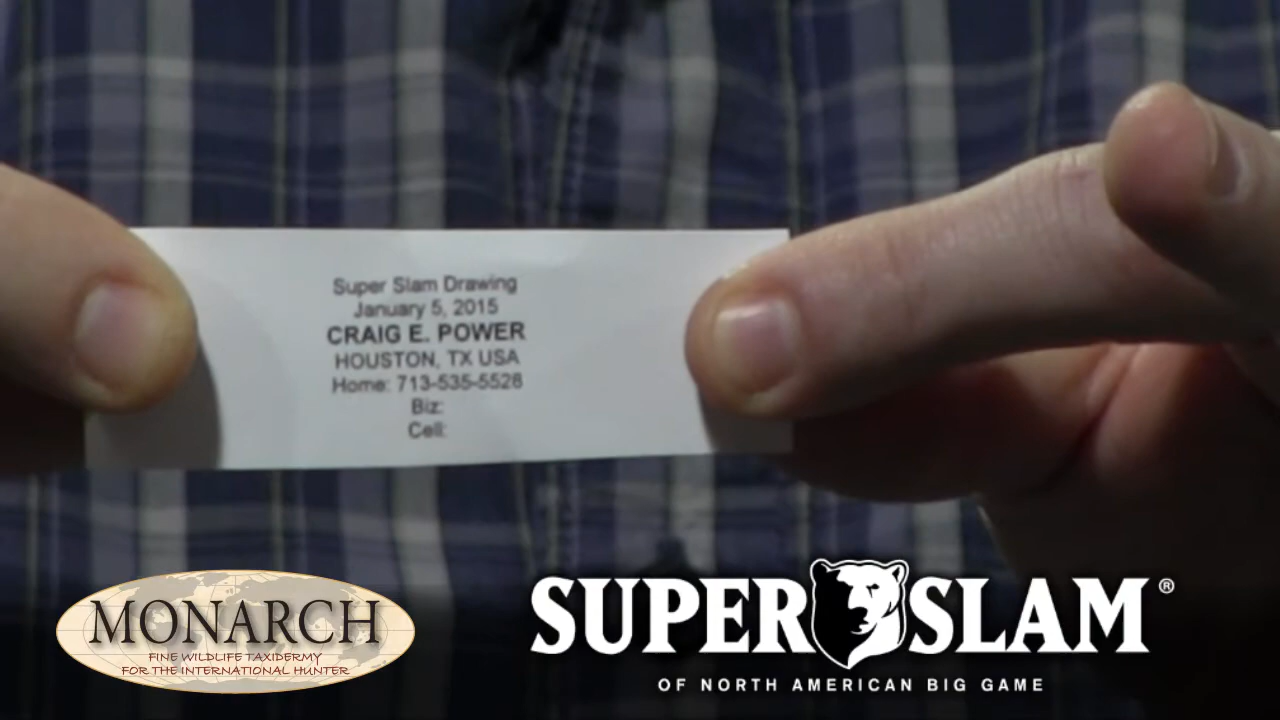 Super Slam Drawing
January 5, 2015
CRAIG E. POWER
HOUSTON, TX USA
Home: 713-535-5528
Biz:
Cell:
MONARCH
FINE WILDLIFE TAXIDERMY
FOR THE INTERNATIONAL HUNTER
SUPER SLAM®
OF NORTH AMERICAN BIG GAME